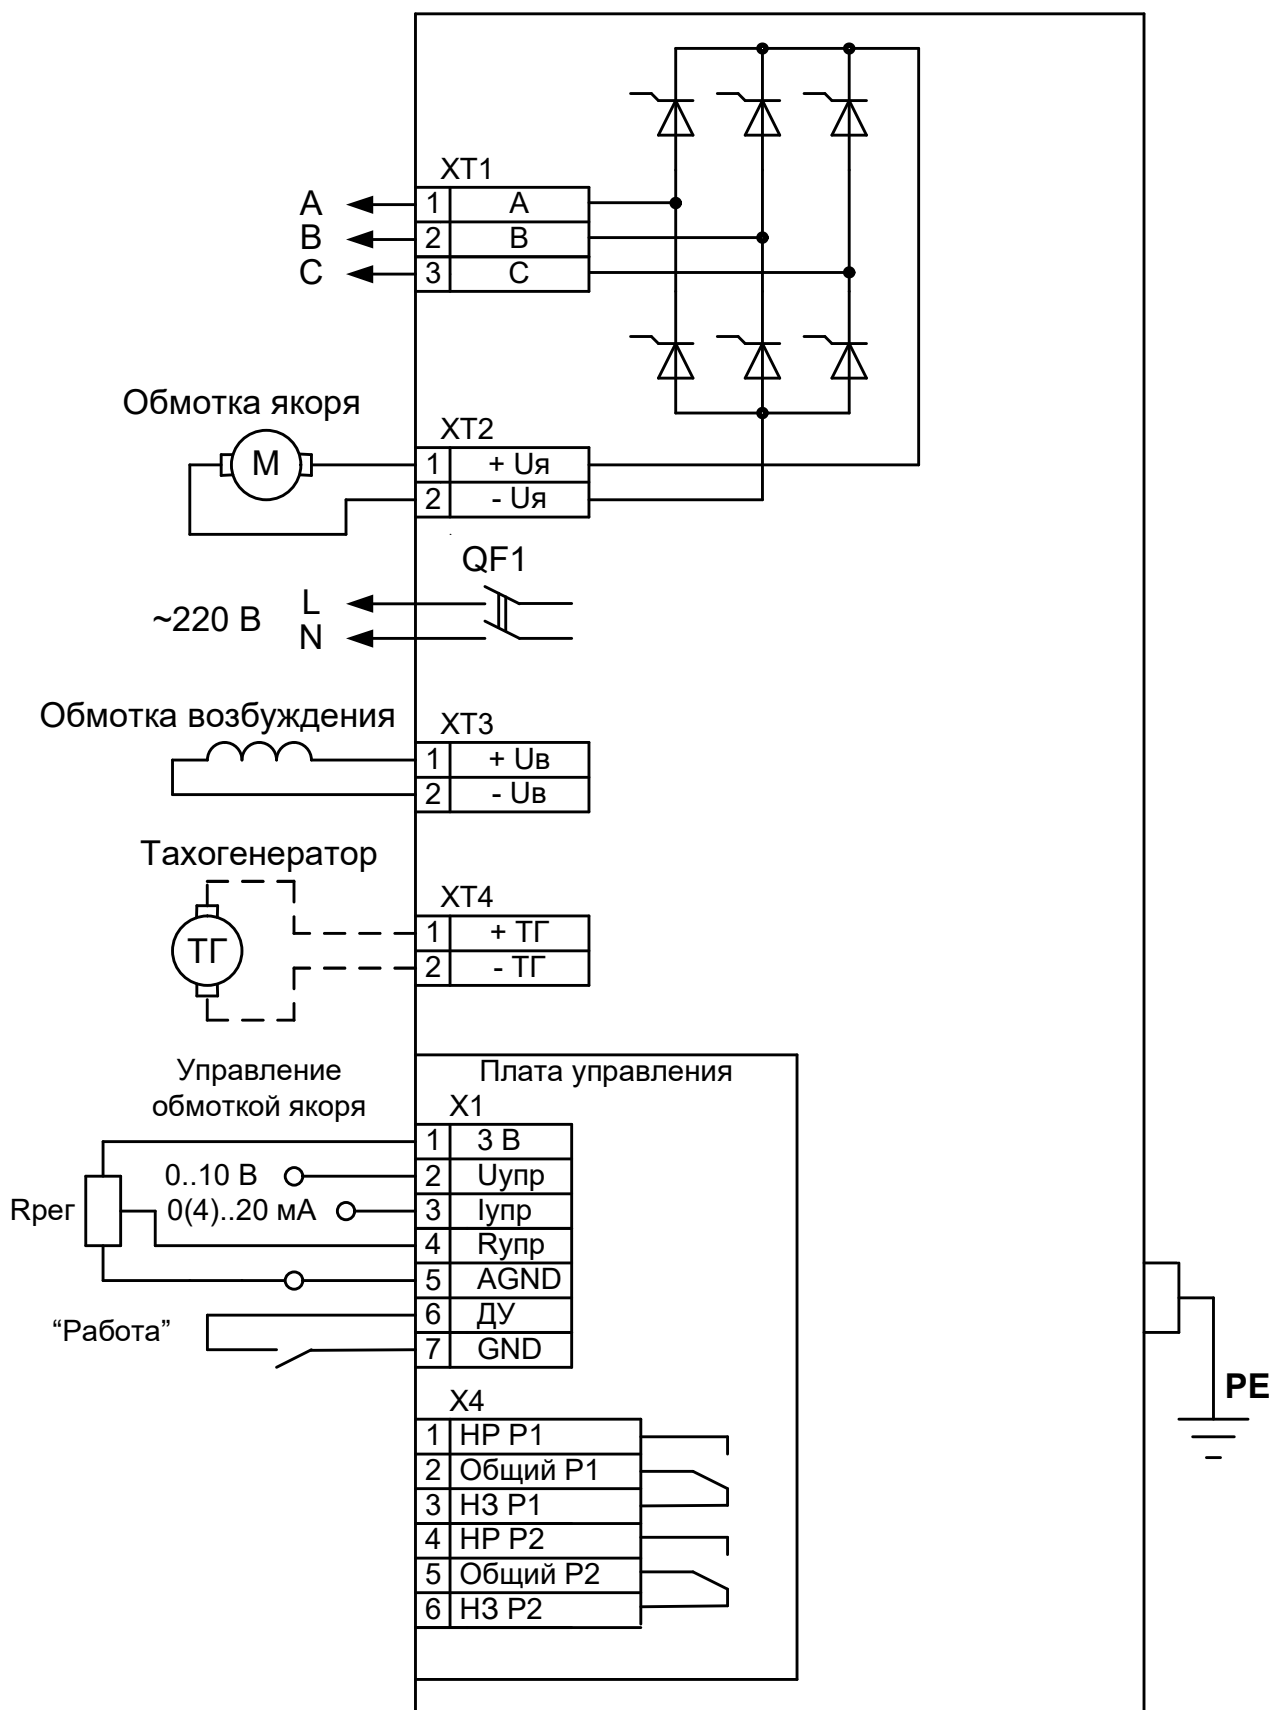 XT1
A 1 A
B 2 B
C 3 C
Обмотка якоря
XT2
М
1 + Uя
2 - Uя
QF1
~220 В
L
N
Обмотка возбуждения
XT3
1 + Uв
2 - Uв
Тахогенератор
XT4
ТГ
1 + ТГ
2 - ТГ
Управление
обмоткой якоря
Плата управления
X1
1 3 В
0..10 В 2 Uупр
Rрег 0(4)..20 мА 3 Iупр
4 Rупр
5 AGND
6 ДУ
“Работа”
7 GND
PE
X4
1 НР Р1
2 Общий Р1
3 НЗ Р1
4 НР Р2
5 Общий Р2
6 НЗ Р2